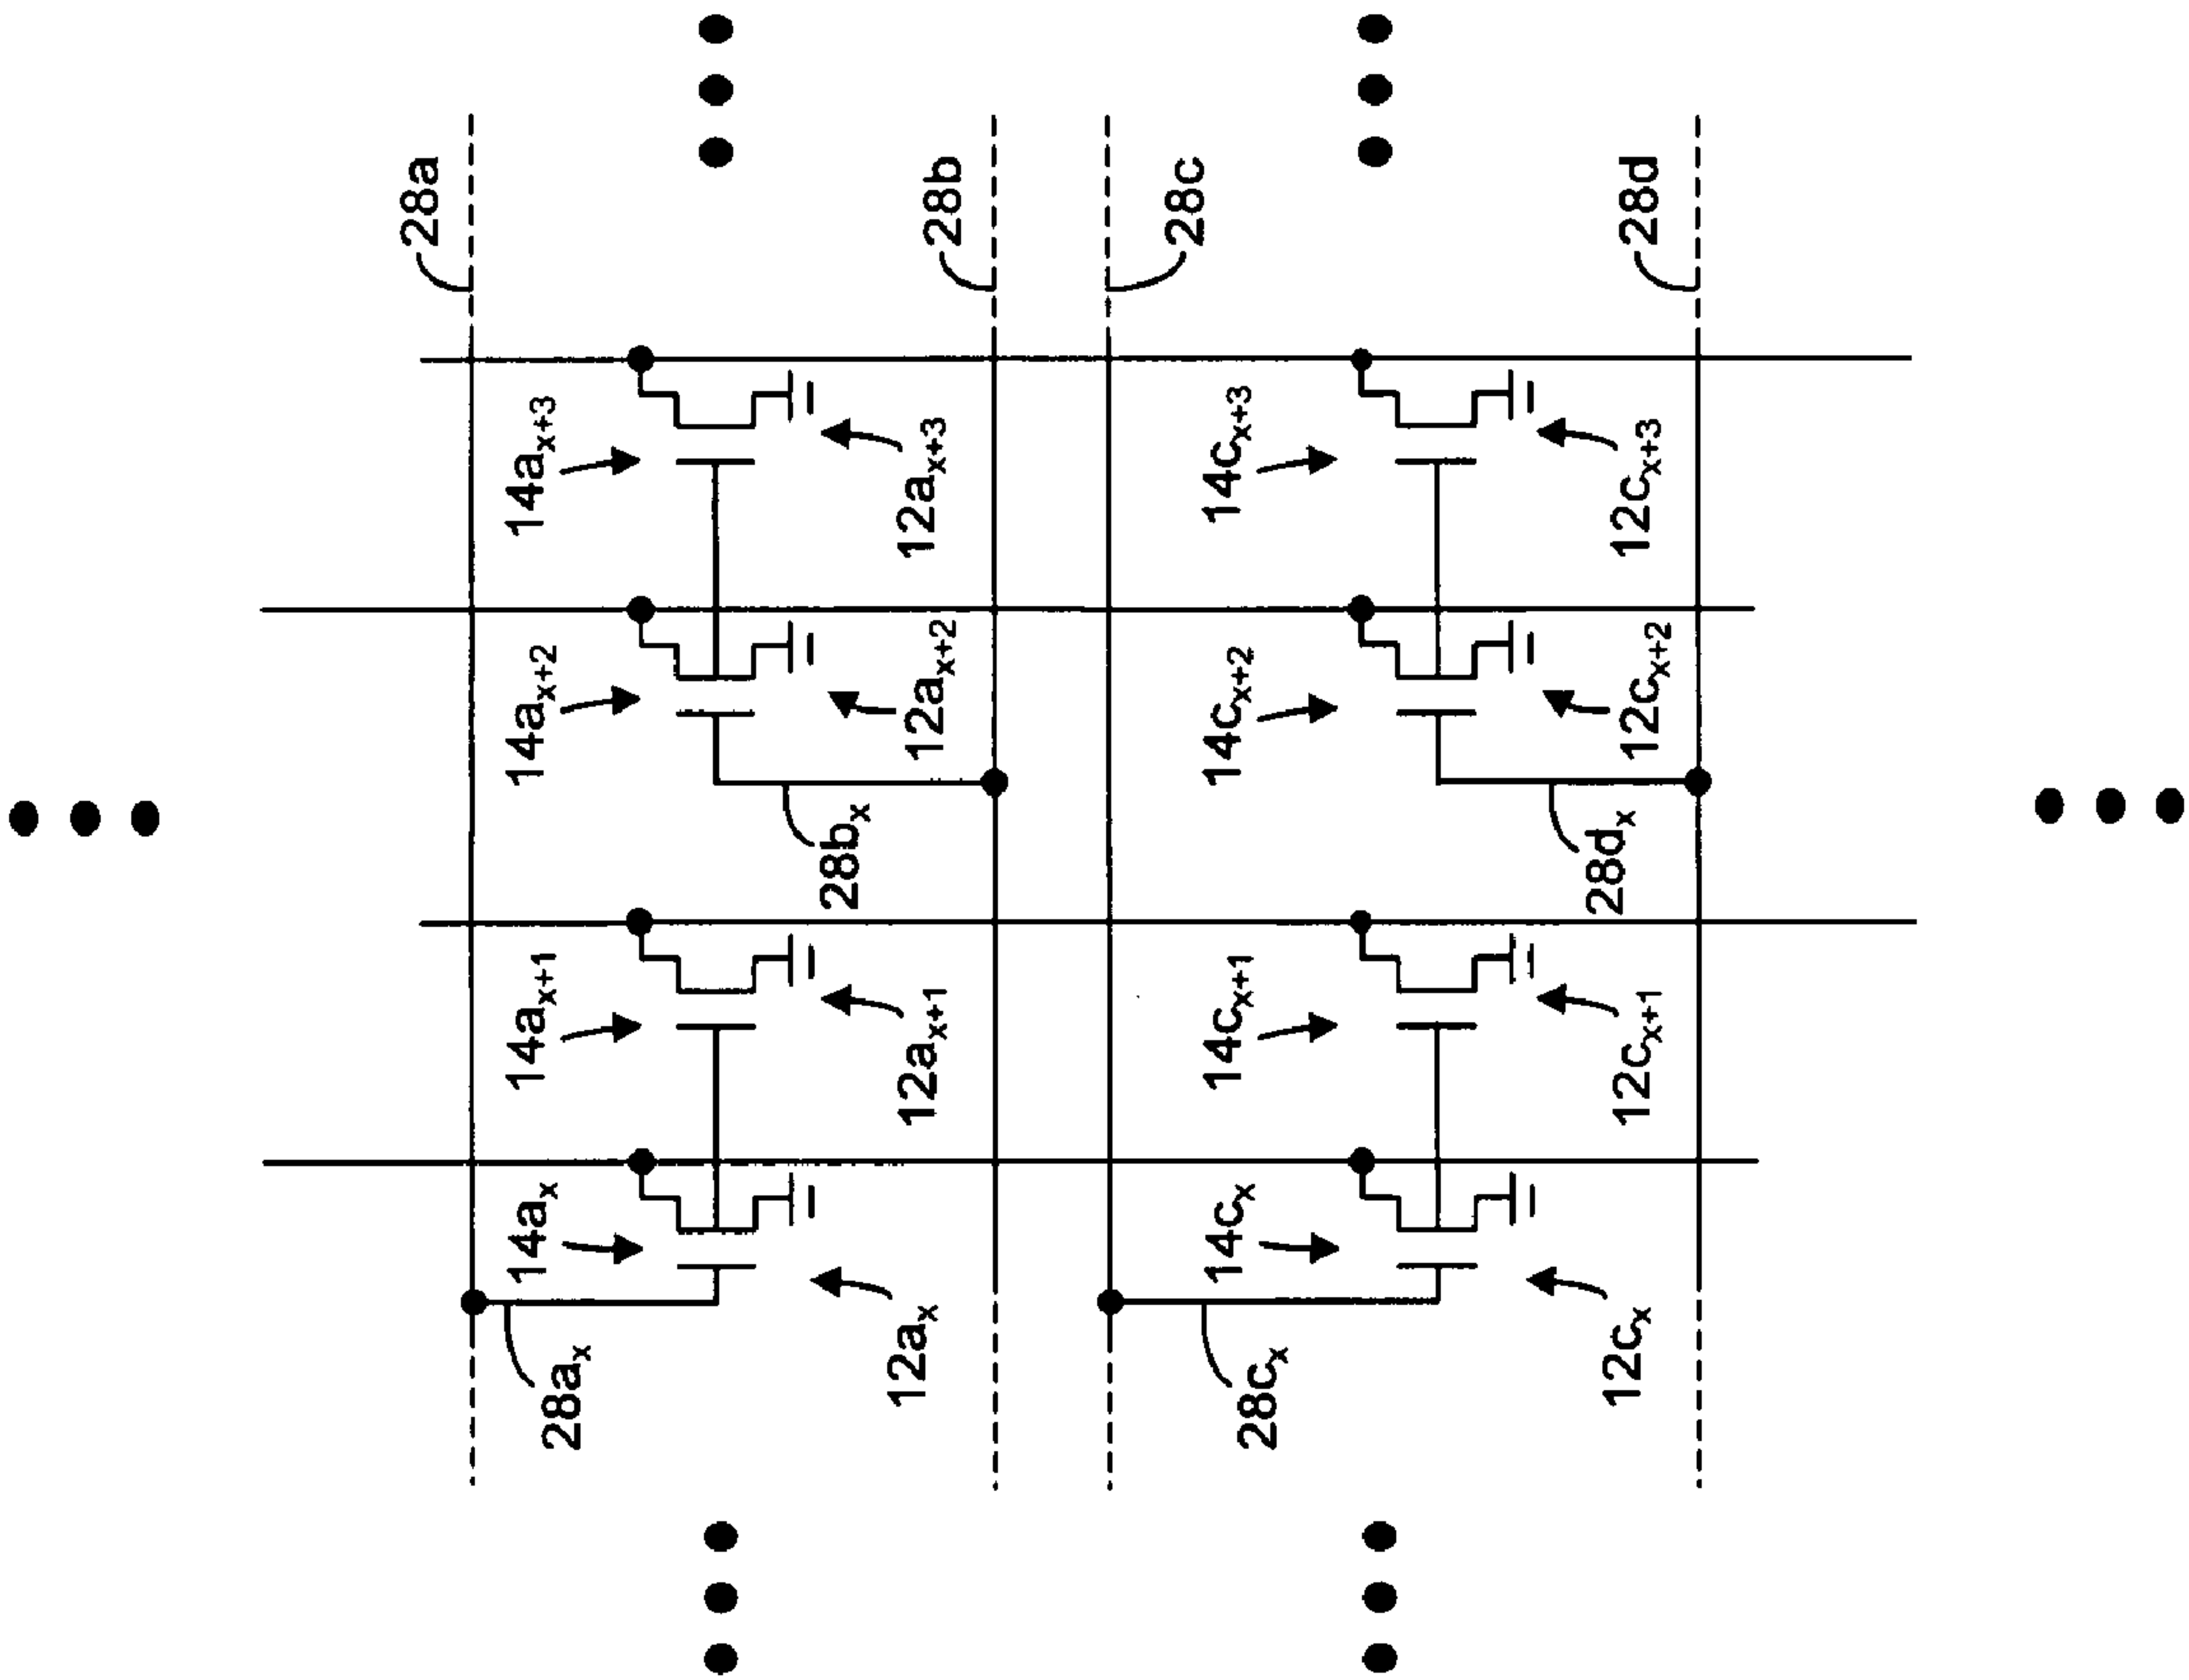 28a
28b
28c
28d
14aₓ₊₃
12aₓ₊₃
14cₓ₊₃
12cₓ₊₃
14aₓ₊₂
12aₓ₊₂
14cₓ₊₂
12cₓ₊₂
28bₓ
28dₓ
14aₓ₊₁
12aₓ₊₁
14cₓ₊₁
12cₓ₊₁
14aₓ
12aₓ
14cₓ
12cₓ
28aₓ
28cₓ